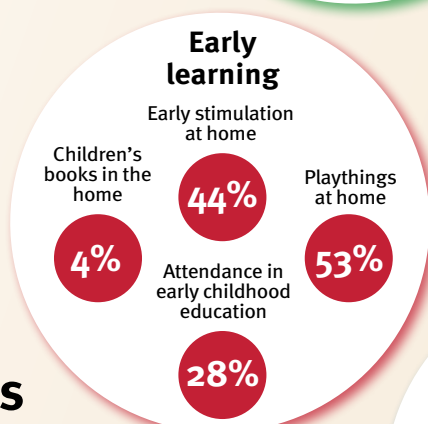 Early
learning
Early stimulation
at home
44%
Children’s
books in the
home
4%
Playthings
at home
53%
Attendance in
early childhood
education
28%
s